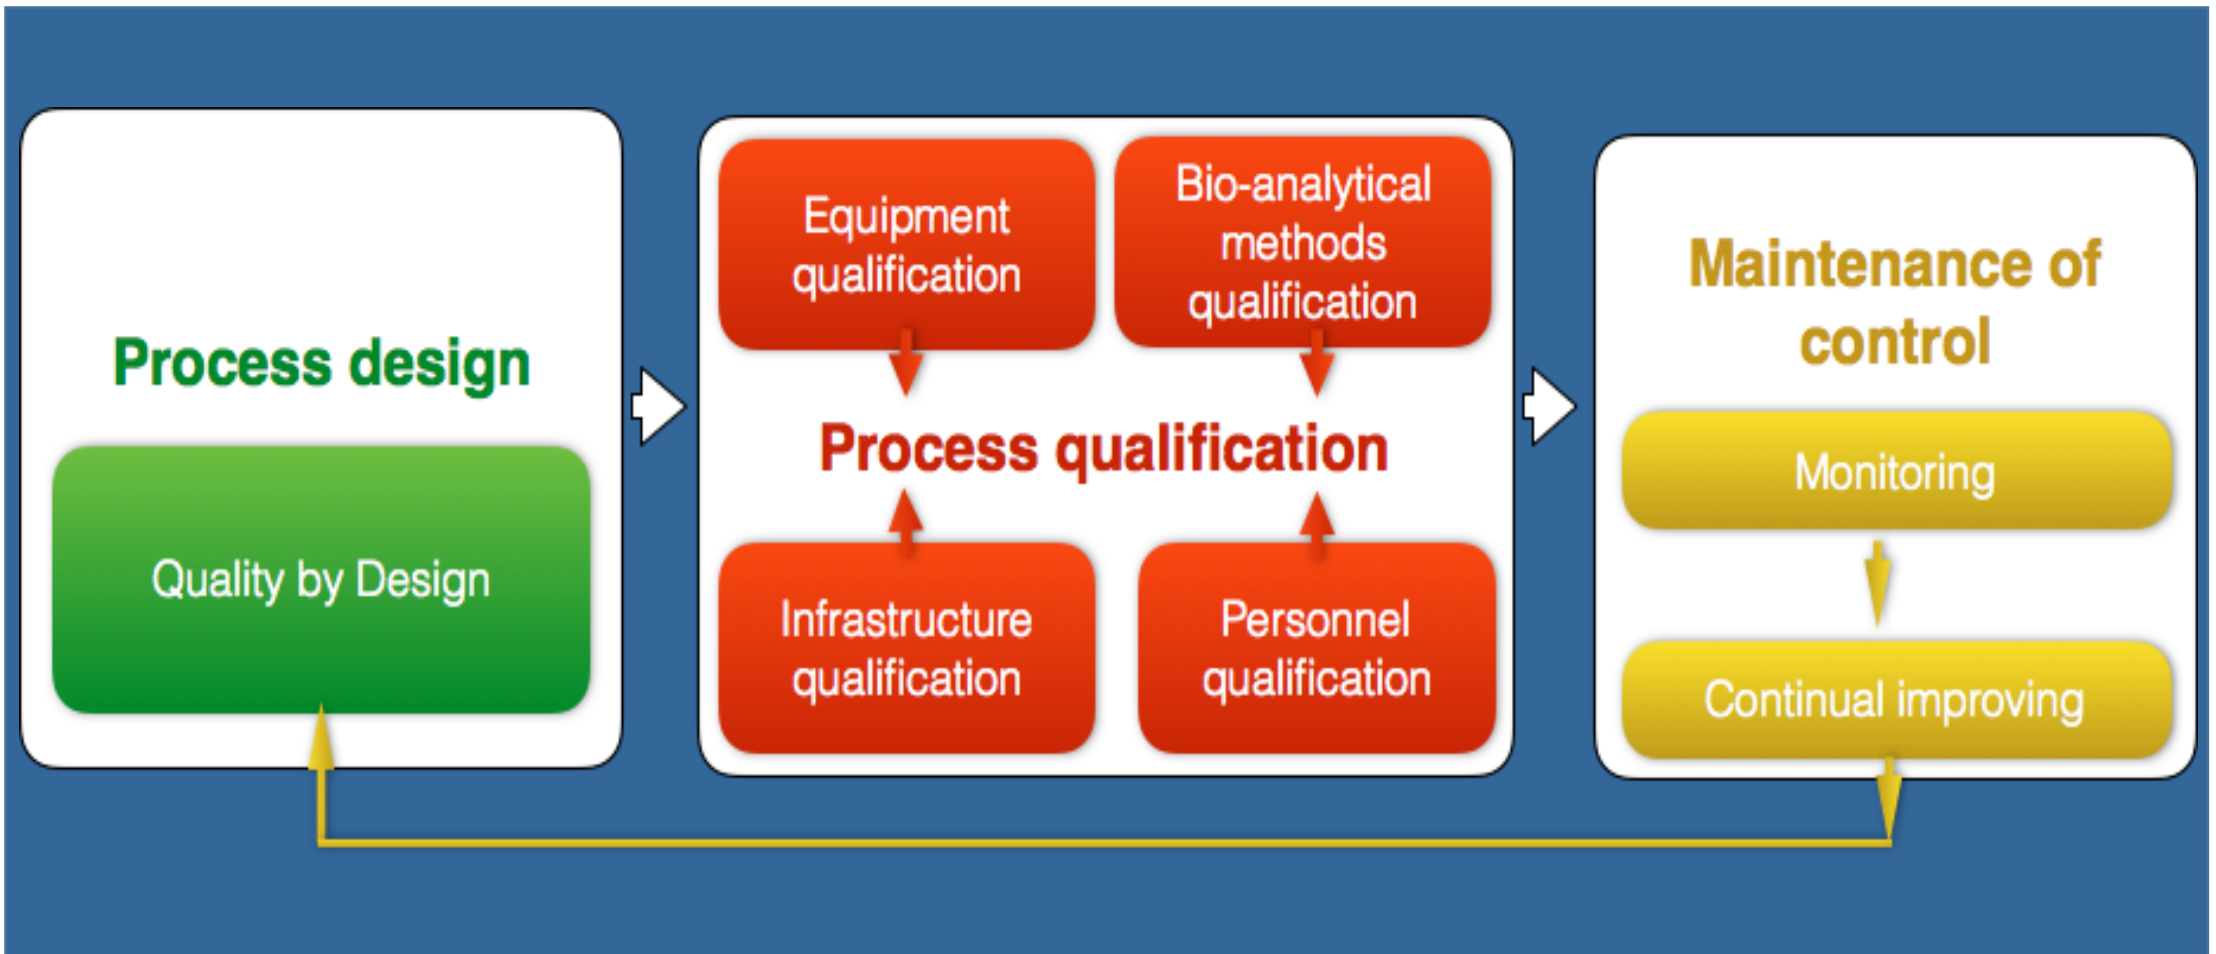 Process design
Quality by Design
Equipment
qualification
Bio-analytical
methods
qualification
Process qualification
Infrastructure
qualification
Personnel
qualification
Maintenance of
control
Monitoring
Continual improving